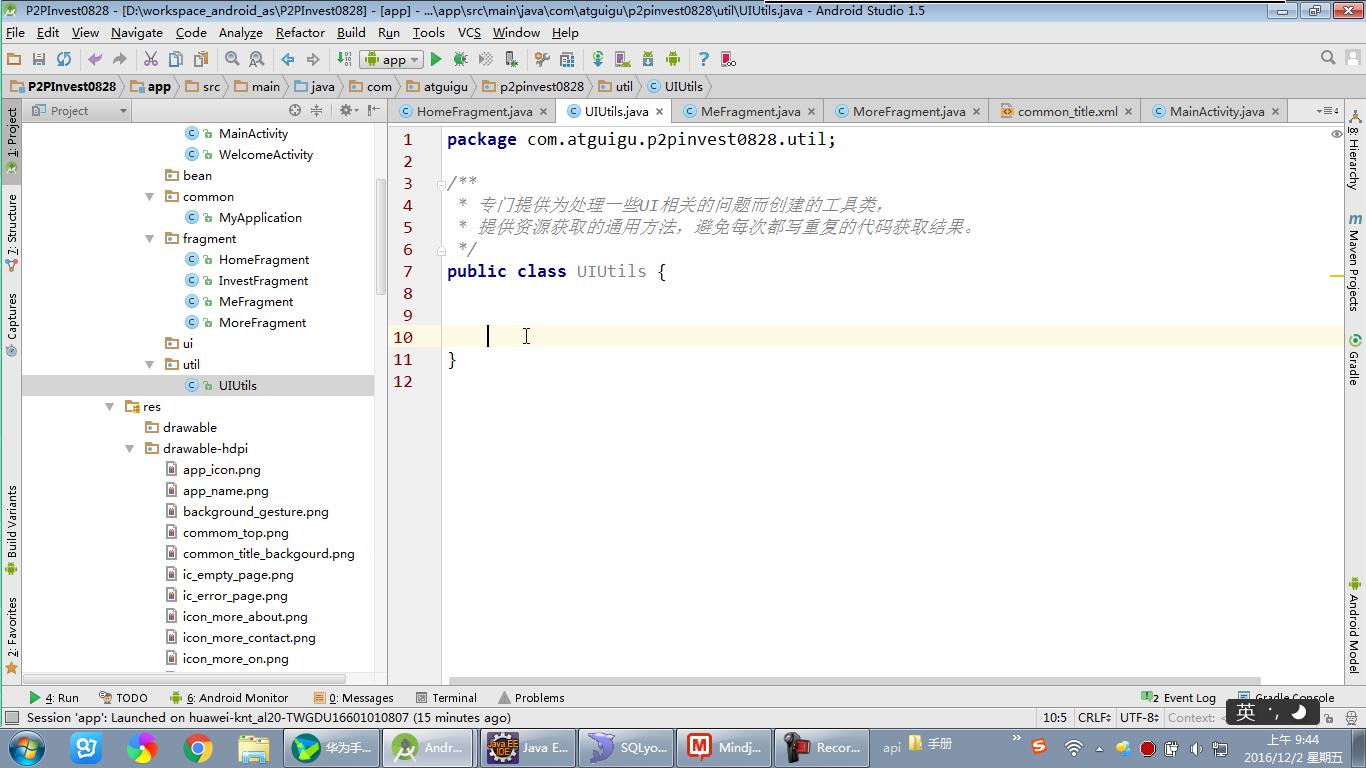 P2PInvest0828 - [D:\workspace_android_as\P2PInvest0828] - [app] - ...\app\src\main\java\com\atguigu\p2pinvest0828\util\UIUtils.java - Android Studio 1.5
File Edit View Navigate Code Analyze Refactor Build Run Tools VCS Window Help
app
P2PInvest0828 app src main java com atguigu p2pinvest0828 util UIUtils
Project
HomeFragment.java UIUtils.java MeFragment.java MoreFragment.java common_title.xml MainActivity.java
1: Project
7: Structure
Captures
Build Variants
2: Favorites
MainActivity
WelcomeActivity
bean
common
MyApplication
fragment
HomeFragment
InvestFragment
MeFragment
MoreFragment
ui
util
UIUtils
res
drawable
drawable-hdpi
app_icon.png
app_name.png
background_gesture.png
commom_top.png
common_title_backgourd.png
ic_empty_page.png
ic_error_page.png
icon_more_about.png
icon_more_contact.png
icon_more_on.png
1 package com.atguigu.p2pinvest0828.util;
2
3 /**
4 * 专门提供为处理一些UI相关的问题而创建的工具类，
5 * 提供资源获取的通用方法，避免每次都写重复的代码获取结果。
6 */
7 public class UIUtils {
8
9
10
11 }
12
8: Hierarchy
Maven Projects
Gradle
Android Model
4: Run TODO 6: Android Monitor 0: Messages Terminal Problems 2 Event Log Gradle Console
Session 'app': Launched on huawei-knt_al20-TWGDU16601010807 (15 minutes ago) 10:5 CRLF UTF-8 Context:
英
华为手... Andr... Java E... SQLyo... Mindj... Recor... api 手册
上午 9:44
2016/12/2 星期五